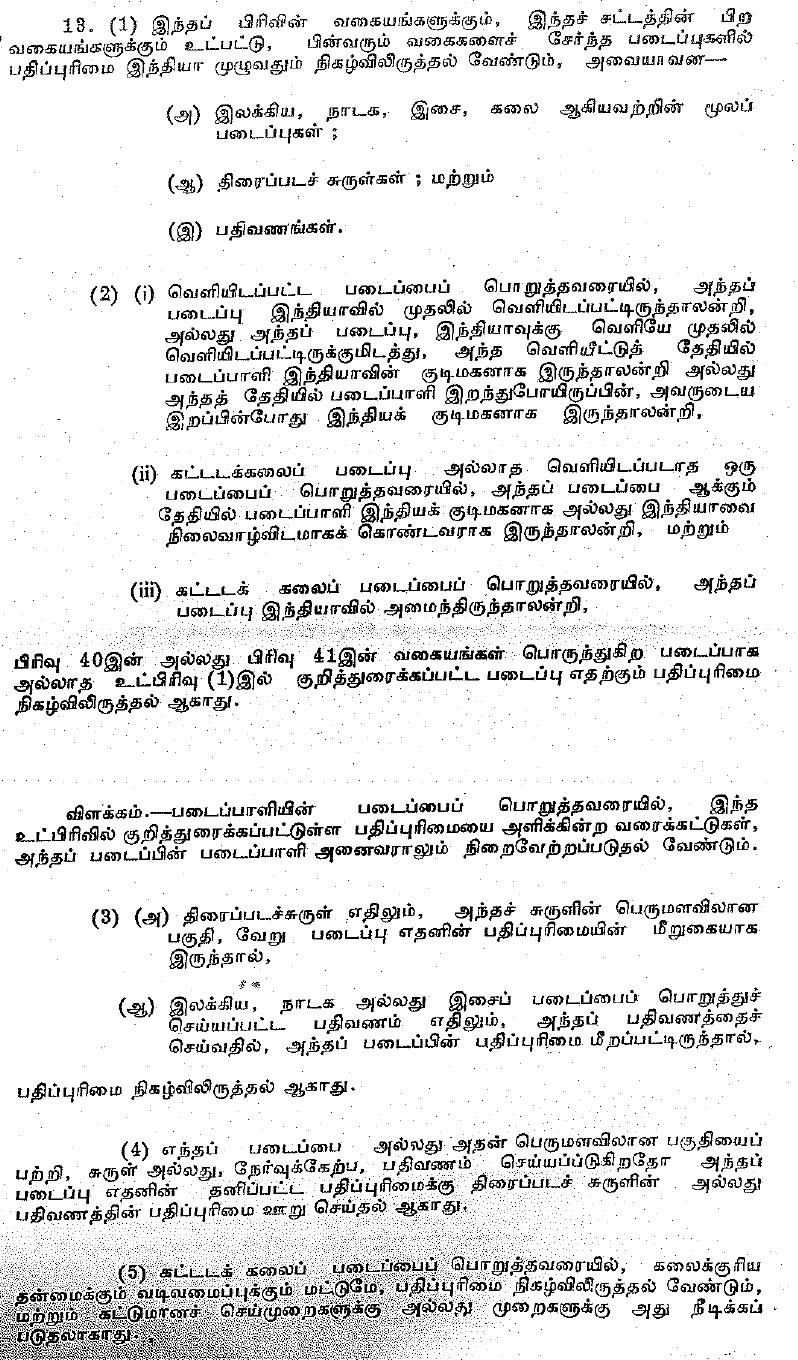 13. (1) இந்தப் பிரிவின் வகையங்களுக்கும், இந்தச் சட்டத்தின் பிற
வகையங்களுக்கும் உட்பட்டு, பின்வரும் வகைகளைச் சேர்ந்த படைப்புகளில்
பதிப்புரிமை இந்தியா முழுவதும் நிகழ்விலிருத்தல் வேண்டும், அவையாவன—
(அ) இலக்கிய, நாடக, இசை, கலை ஆகியவற்றின் மூலப்
படைப்புகள் ;
(ஆ) திரைப்படச் சுருள்கள் ; மற்றும்
(இ) பதிவணங்கள்.
(2) (i) வெளியிடப்பட்ட படைப்பைப் பொறுத்தவரையில், அந்தப்
படைப்பு இந்தியாவில் முதலில் வெளியிடப்பட்டிருந்தாலன்றி,
அல்லது அந்தப் படைப்பு, இந்தியாவுக்கு வெளியே முதலில்
வெளியிடப்பட்டிருக்குமிடத்து, அந்த வெளியீட்டுத் தேதியில்
படைப்பாளி இந்தியாவின் குடிமகனாக இருந்தாலன்றி அல்லது
அந்தத் தேதியில் படைப்பாளி இறந்துபோயிருப்பின், அவருடைய
இறப்பின்போது இந்தியக் குடிமகனாக இருந்தாலன்றி,
(ii) கட்டடக்கலைப் படைப்பு அல்லாத வெளியிடப்படாத ஒரு
படைப்பைப் பொறுத்தவரையில், அந்தப் படைப்பை ஆக்கும்
தேதியில் படைப்பாளி இந்தியக் குடிமகனாக அல்லது இந்தியாவை
நிலைவாழ்விடமாகக் கொண்டவராக இருந்தாலன்றி, மற்றும்
(iii) கட்டடக் கலைப் படைப்பைப் பொறுத்தவரையில், அந்தப்
படைப்பு இந்தியாவில் அமைந்திருந்தாலன்றி,
பிரிவு 40இன் அல்லது பிரிவு 41இன் வகையங்கள் பொருந்துகிற படைப்பாக
அல்லாத உட்பிரிவு (1)இல் குறித்துரைக்கப்பட்ட படைப்பு எதற்கும் பதிப்புரிமை
நிகழ்விலிருத்தல் ஆகாது.
விளக்கம்.—படைப்பாளியின் படைப்பைப் பொறுத்தவரையில், இந்த
உட்பிரிவில் குறித்துரைக்கப்பட்டுள்ள பதிப்புரிமையை அளிக்கின்ற வரைக்கட்டுகள்,
அந்தப் படைப்பின் படைப்பாளி அனைவராலும் நிறைவேற்றப்படுதல் வேண்டும்.
(3) (அ) திரைப்படச்சுருள் எதிலும், அந்தச் சுருளின் பெருமளவிலான
பகுதி, வேறு படைப்பு எதனின் பதிப்புரிமையின் மீறுகையாக
இருந்தால்,
(ஆ) இலக்கிய, நாடக அல்லது இசைப் படைப்பைப் பொறுத்துச்
செய்யப்பட்ட பதிவணம் எதிலும், அந்தப் பதிவணத்தைச்
செய்வதில், அந்தப் படைப்பின் பதிப்புரிமை மீறப்பட்டிருந்தால்,
பதிப்புரிமை நிகழ்விலிருத்தல் ஆகாது.
(4) எந்தப் படைப்பை அல்லது அதன் பெருமளவிலான பகுதியைப்
பற்றி, சுருள் அல்லது, நேர்வுக்கேற்ப, பதிவணம் செய்யப்ப்டுகிறதோ அந்தப்
படைப்பு எதனின் தனிப்பட்ட பதிப்புரிமைக்கு திரைப்படச் சுருளின் அல்லது
பதிவணத்தின் பதிப்புரிமை ஊறு செய்தல் ஆகாது.
(5) கட்டடக் கலைப் படைப்பைப் பொறுத்தவரையில், கலைக்குரிய
தன்மைக்கும் வடிவமைப்புக்கும் மட்டுமே, பதிப்புரிமை நிகழ்விலிருத்தல் வேண்டும்,
மற்றும் கட்டுமானச் செய்முறைகளுக்கு அல்லது முறைகளுக்கு அது நீடிக்கப்
படுதலாகாது.